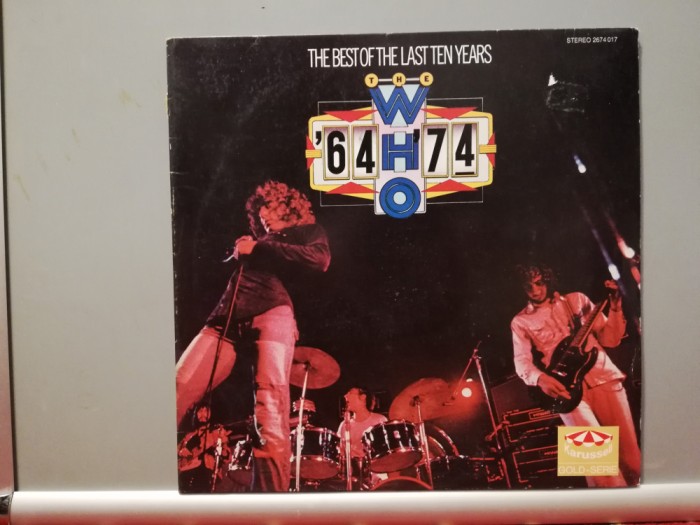 STEREO 2674 017
THE BEST OF THE LAST TEN YEARS
THE
WHO
'64 '74
Karussell
GOLD-SERIE